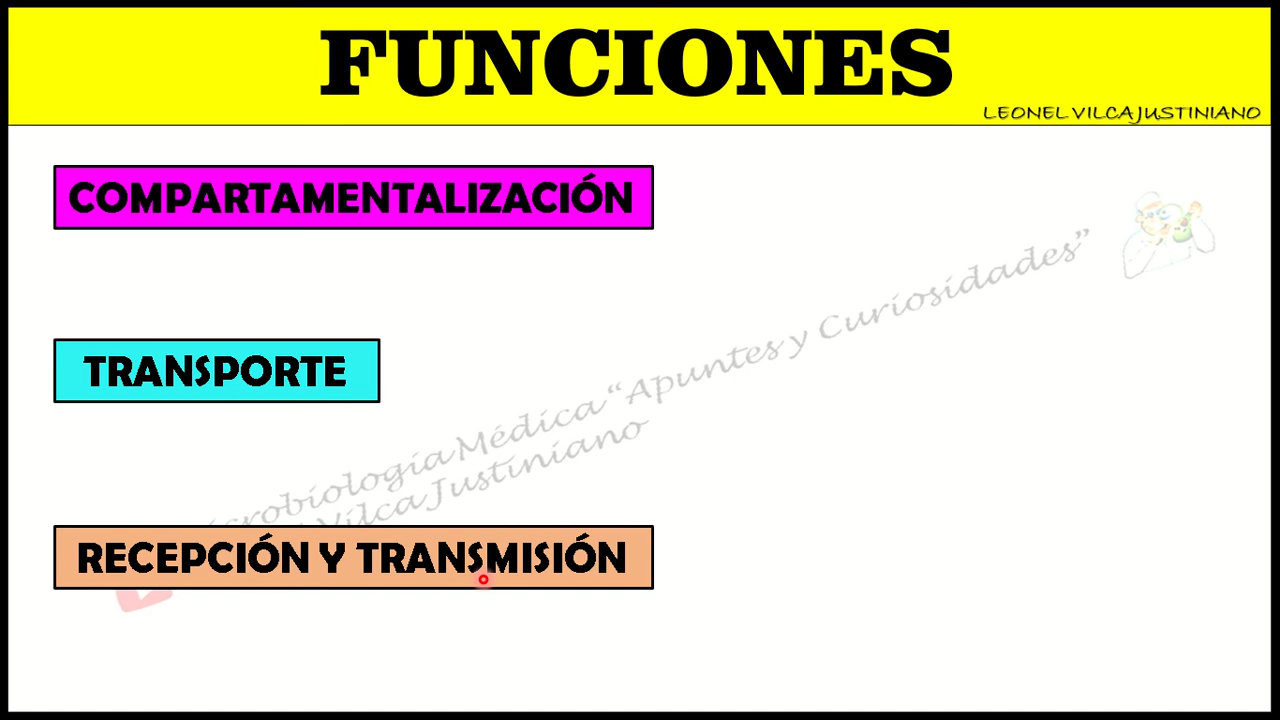 FUNCIONES
LEONEL VILCA JUSTINIANO
COMPARTAMENTALIZACIÓN
TRANSPORTE
Médica “Apuntes y Curiosidades”
Vilca Justiniano
RECEPCIÓN Y TRANSMISIÓN